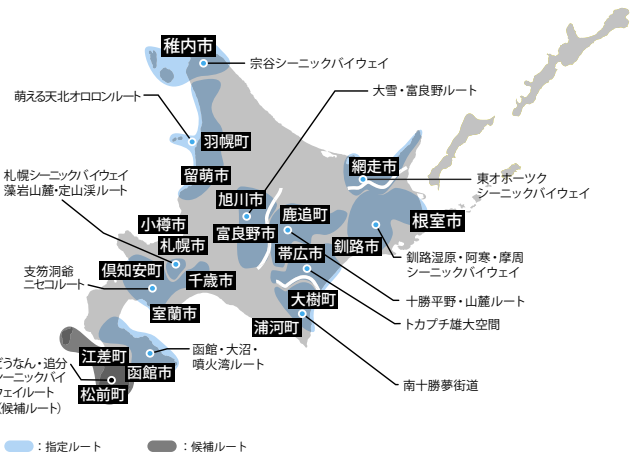 稚内市
宗谷シーニックバイウェイ
大雪・富良野ルート
萌える天北オロロンルート
羽幌町
留萌市
網走市
東オホーツク
シーニックバイウェイ
札幌シーニックバイウェイ
藻岩山麓・定山渓ルート
旭川市
鹿追町
根室市
小樽市
富良野市
釧路市
札幌市
帯広市
釧路湿原・阿寒・摩周
シーニックバイウェイ
支笏洞爺
ニセコルート
倶知安町
千歳市
大樹町
十勝平野・山麓ルート
室蘭市
浦河町
トカプチ雄大空間
江差町
函館・大沼・
噴火湾ルート
どうなん・追分
シーニックバイ
ウェイルート
(候補ルート)
函館市
松前町
南十勝夢街道
：指定ルート
：候補ルート